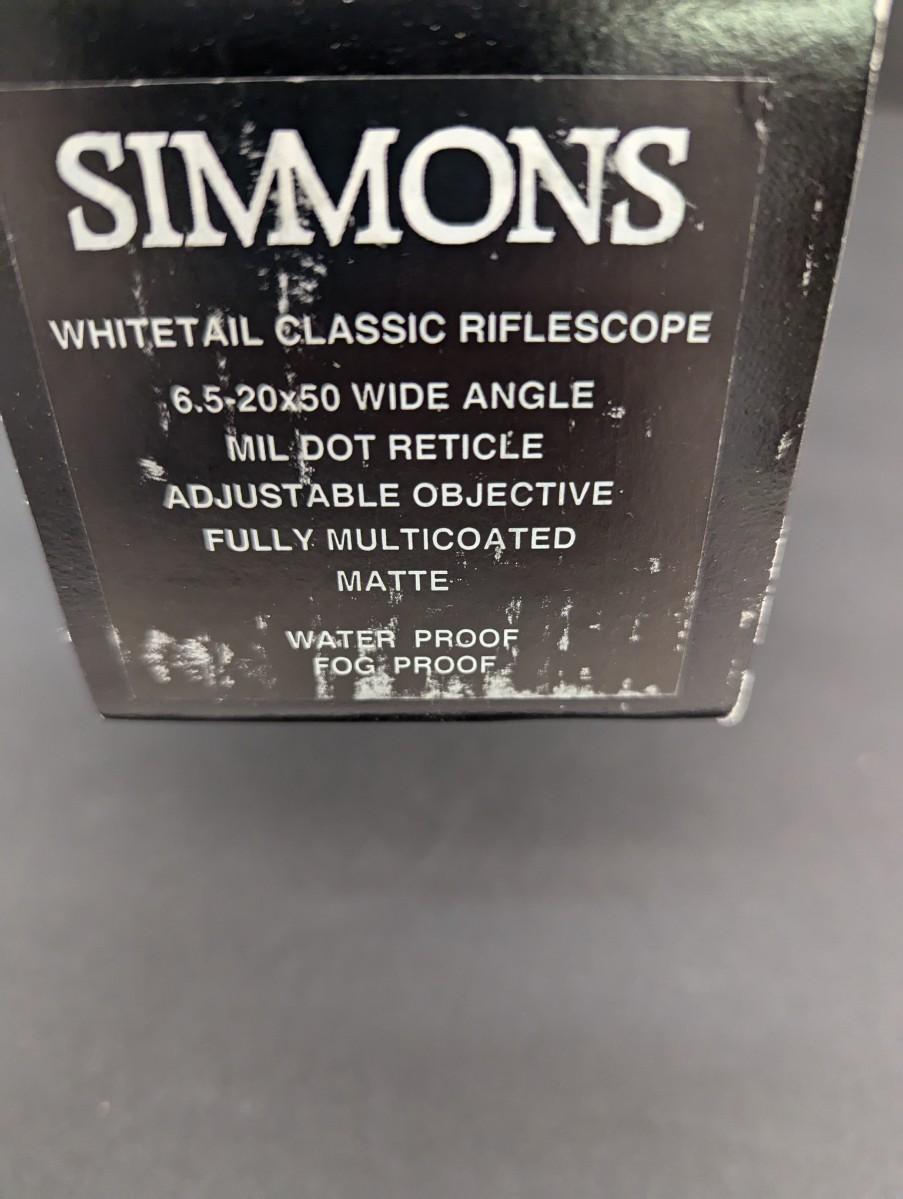 SIMMONS
WHITETAIL CLASSIC RIFLESCOPE
6.5-20x50 WIDE ANGLE
MIL DOT RETICLE
ADJUSTABLE OBJECTIVE
FULLY MULTICOATED
MATTE
WATER PROOF
FOG PROOF